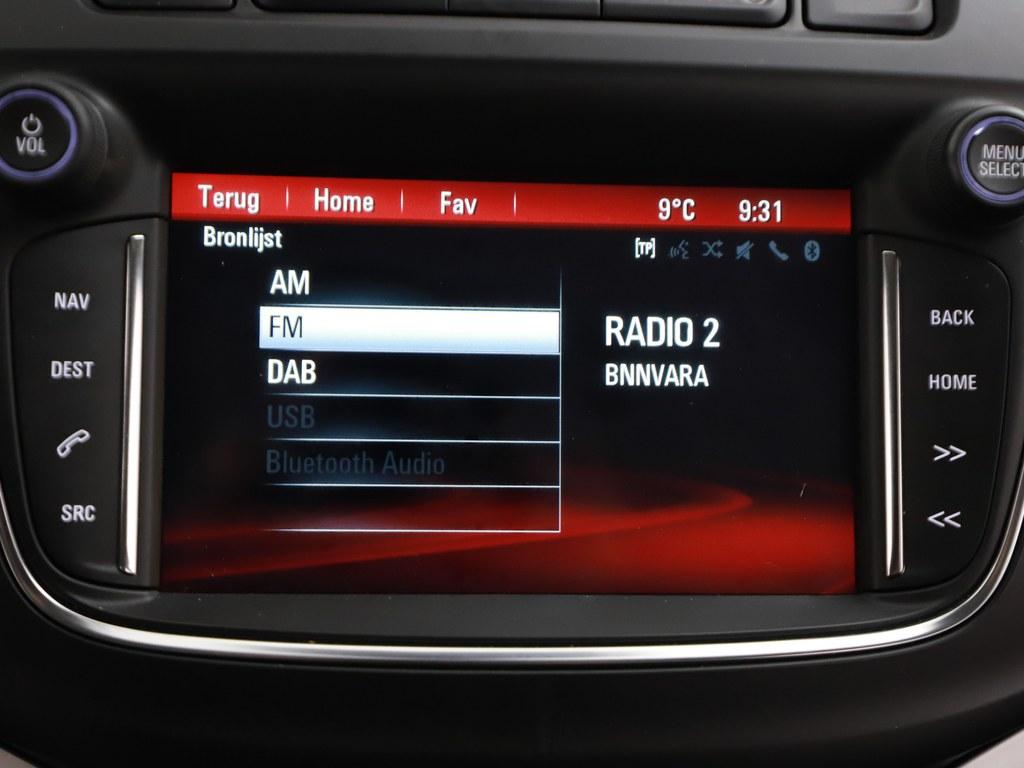 VOL
MENU
SELECT
Terug Home Fav 9°C 9:31
Bronlijst [TP]
AM
FM
DAB
USB
Bluetooth Audio
RADIO 2
BNNVARA
NAV
DEST
SRC
BACK
HOME
>>
<<